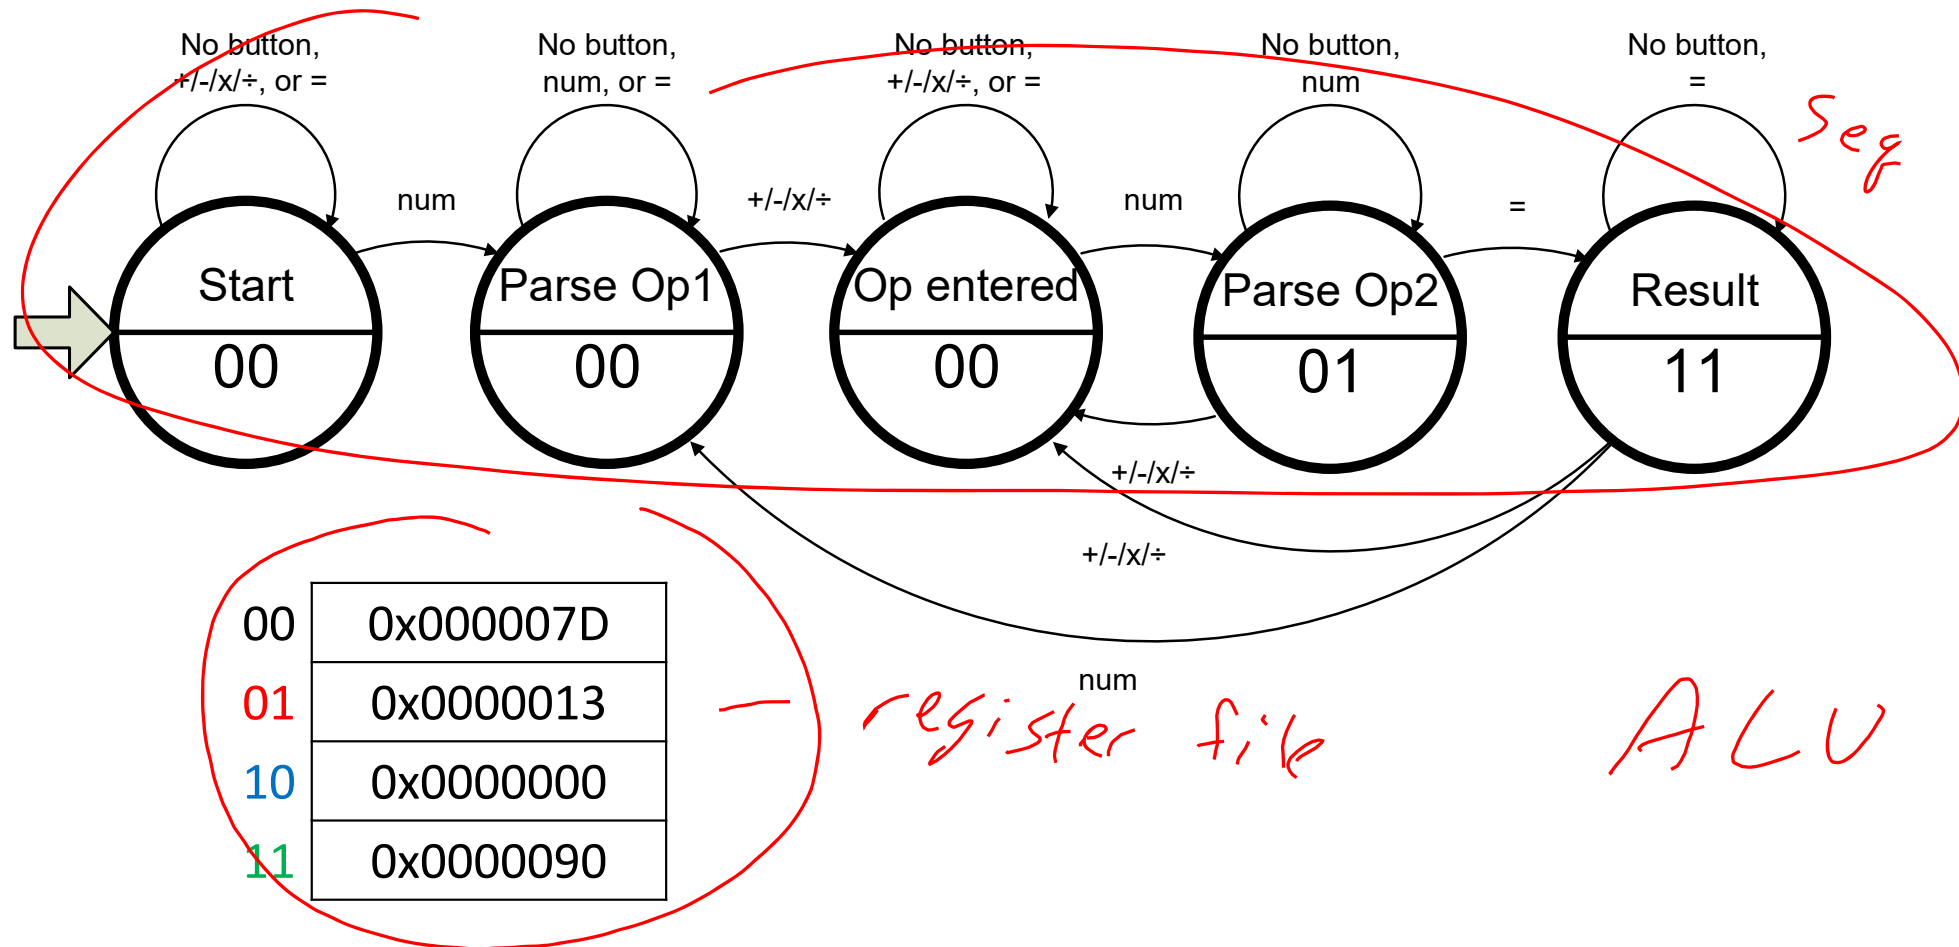 No button,
+/-/x/÷, or =
No button,
num, or =
No button,
+/-/x/÷, or =
No button,
num
No button,
=
Seq
num
+/-/x/÷
num
=
Start
00
Parse Op1
00
Op entered
00
Parse Op2
01
Result
11
+/-/x/÷
+/-/x/÷
num
00 0x000007D
01 0x0000013
10 0x0000000
11 0x0000090
register file
ALU